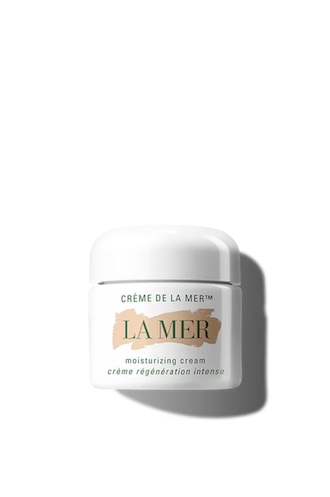 CRÈME DE LA MER™
LA MER
moisturizing cream
crème régénération intense